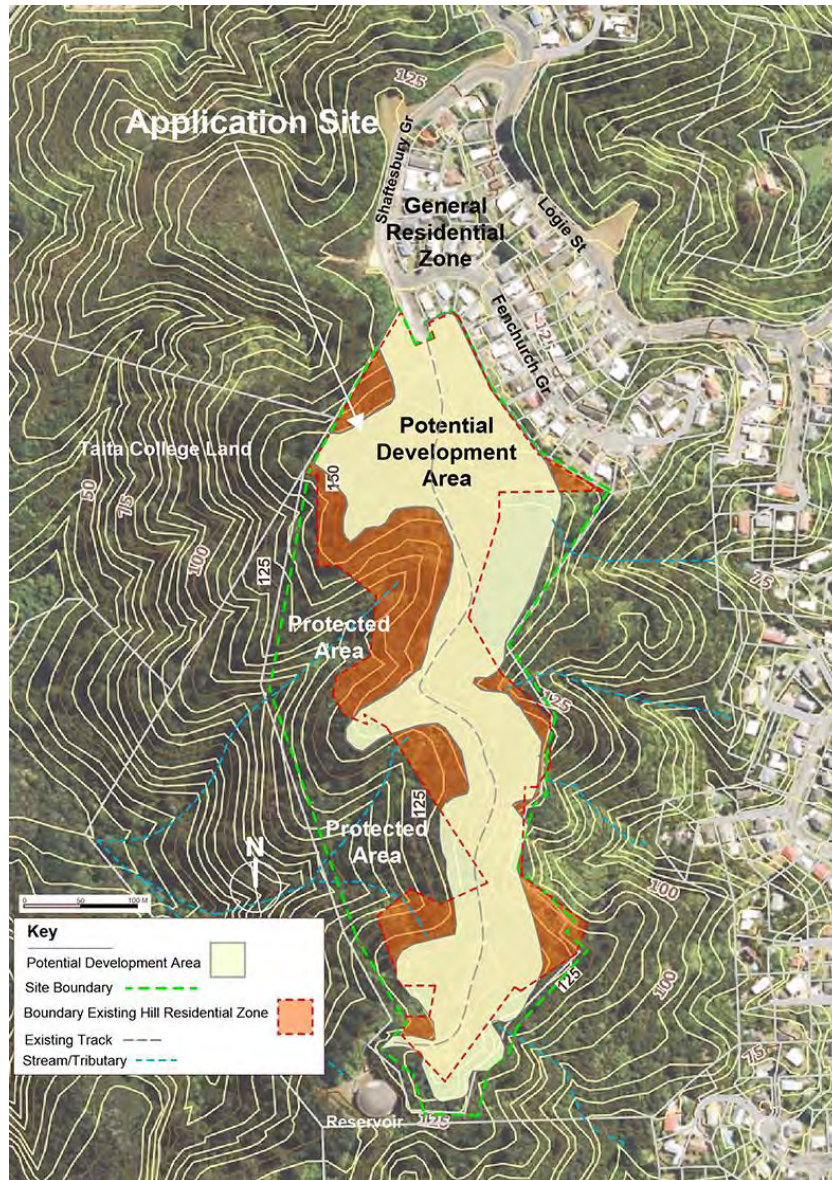 125
Application Site
Shaftesbury Gr
General
Residential
Zone
Logie St
Fenchurch Gr
125
Potential
Development
Area
Taita College Land
150
50
75
100
125
75
Protected
Area
125
125
Protected
Area
N
100
0 50 100 M
Key
Potential Development Area
Site Boundary
Boundary Existing Hill Residential Zone
Existing Track
Stream/Tributary
125
100
75
Reservoir
125